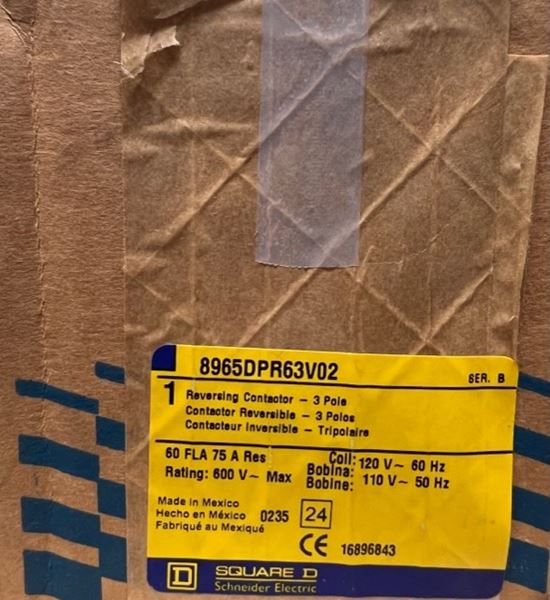 8965DPR63V02 SER. B
1 Reversing Contactor – 3 Pole
Contactor Reversible – 3 Polos
Contacteur Inversible – Tripolaire
60 FLA 75 A Res
Rating: 600 V~ Max
Coil: 120 V~ 60 Hz
Bobina:
Bobine: 110 V~ 50 Hz
Made in Mexico
Hecho en México 0235 24
Fabriqué au Mexiqué
CE 16896843
D SQUARE D
Schneider Electric